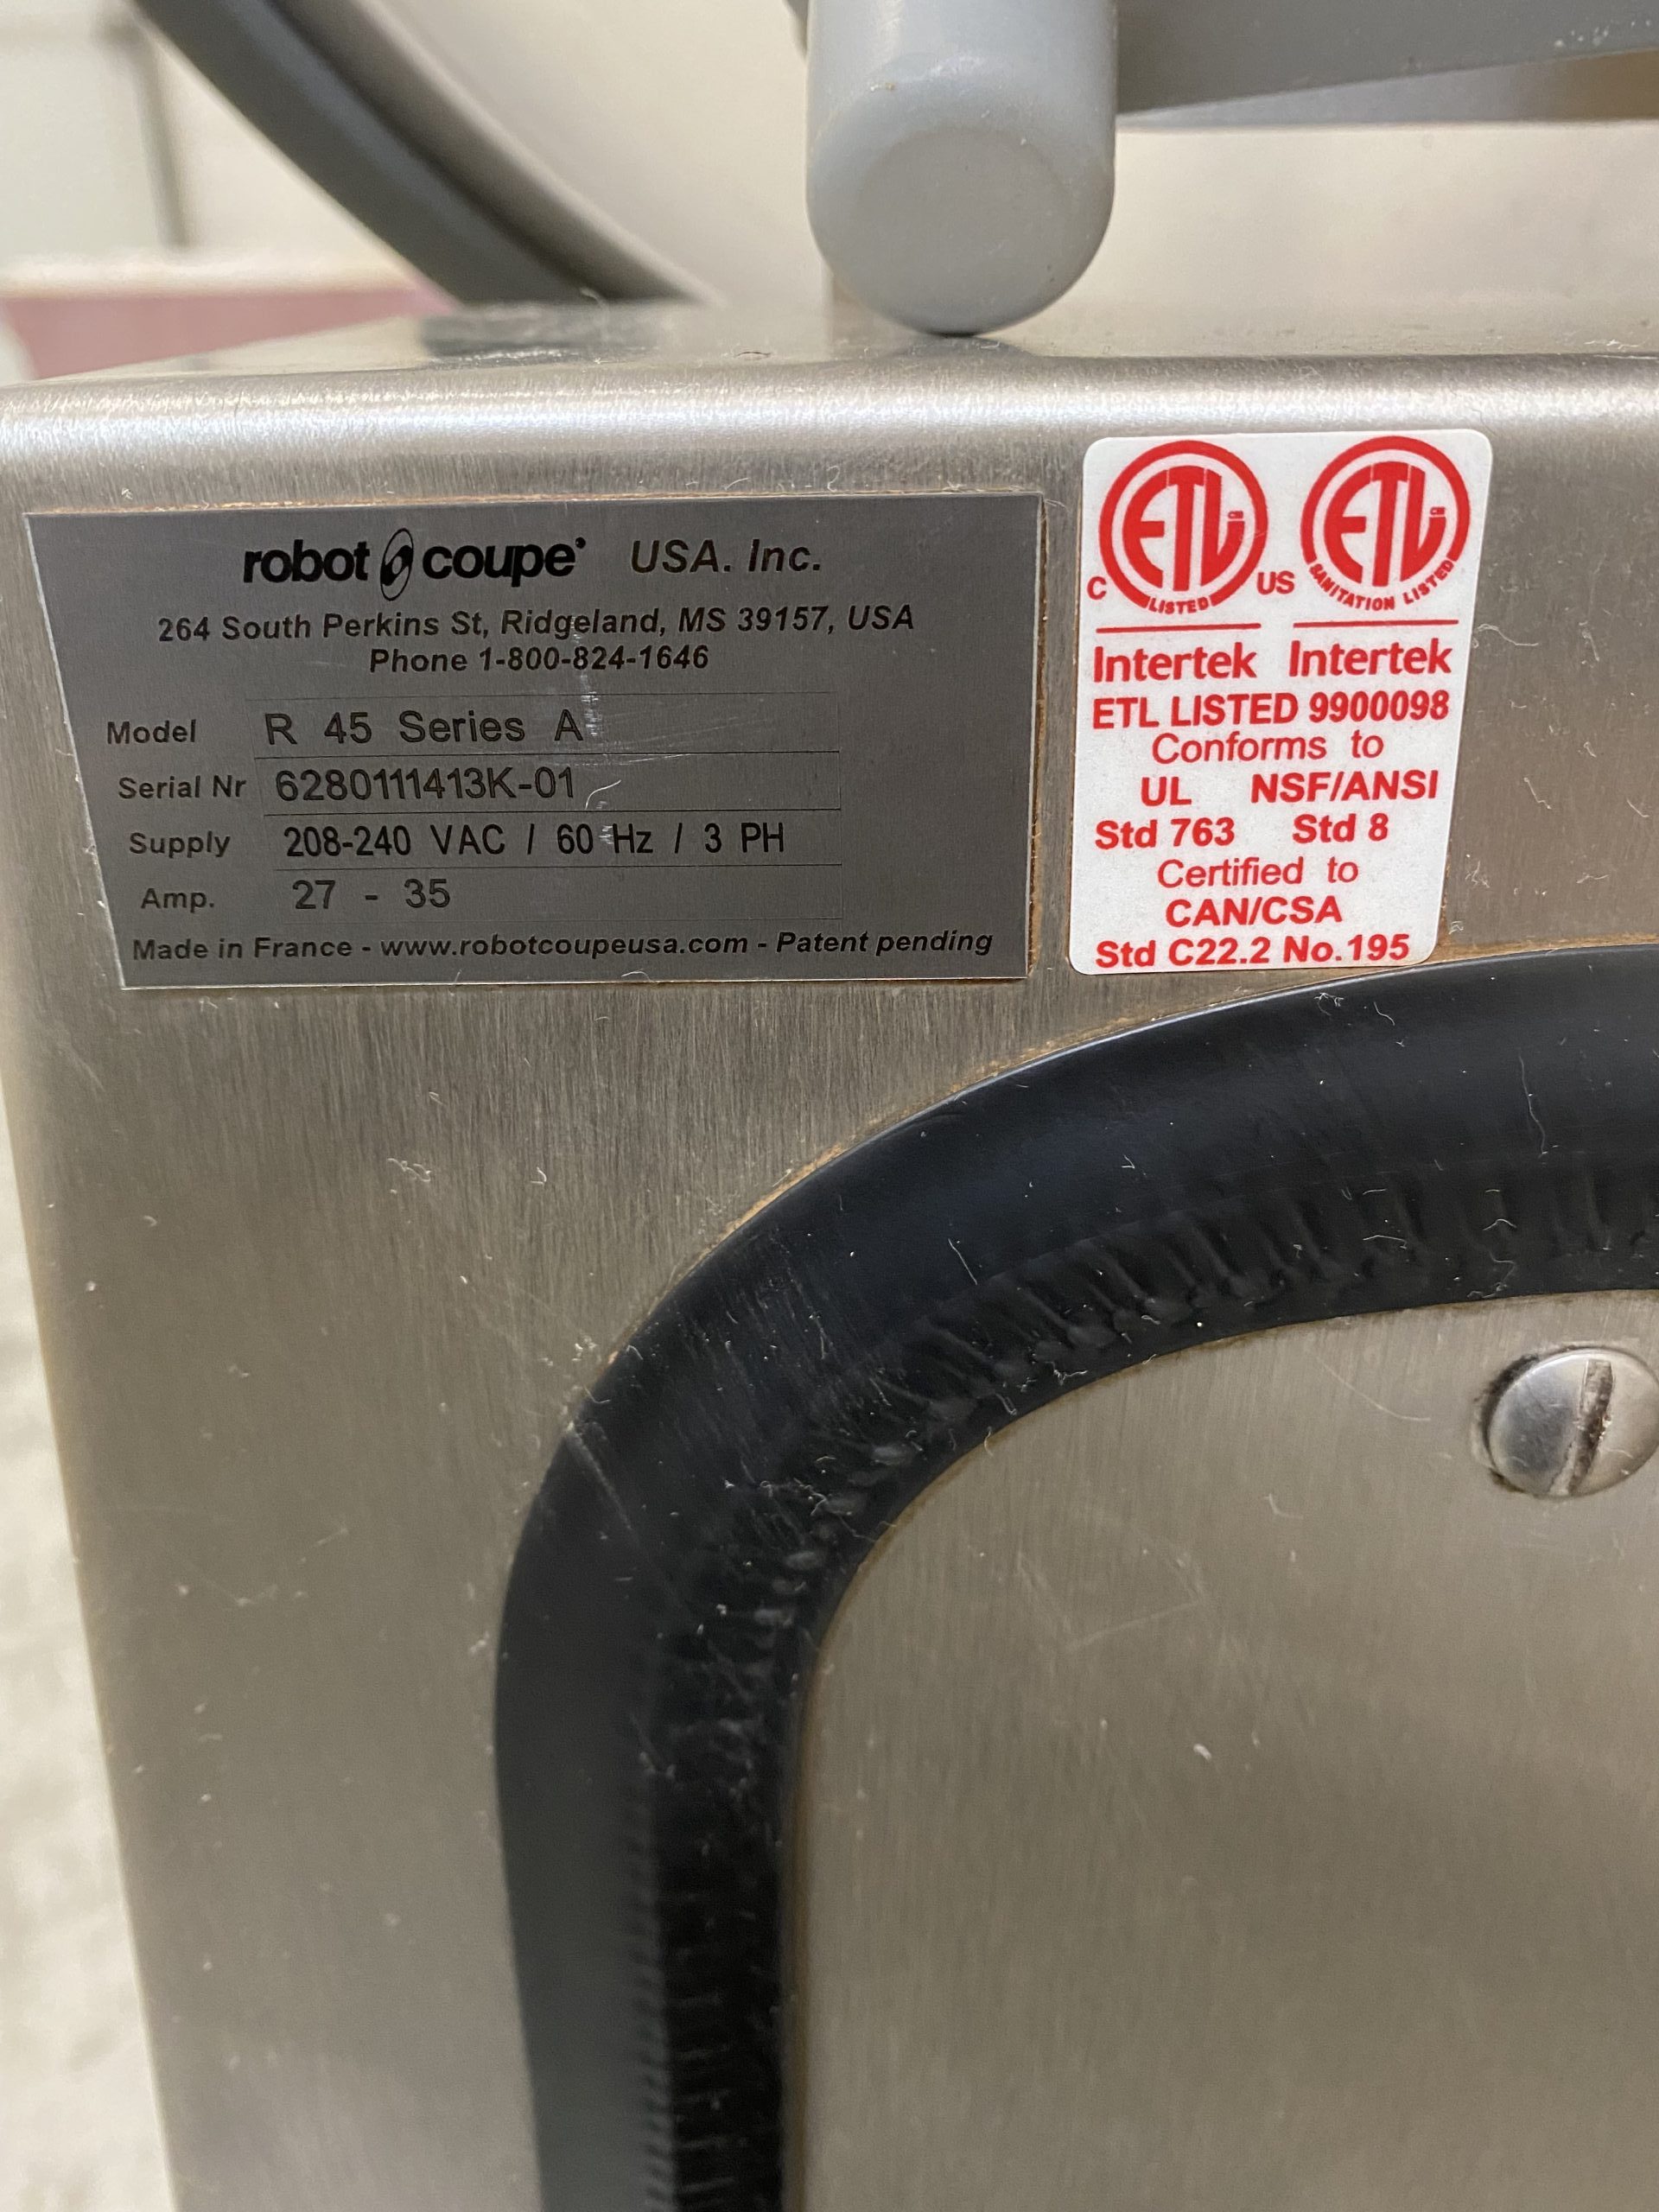 robot coupe® USA. Inc.
264 South Perkins St, Ridgeland, MS 39157, USA
Phone 1-800-824-1646
Model R 45 Series A
Serial Nr 6280111413K-01
Supply 208-240 VAC / 60 Hz / 3 PH
Amp. 27 - 35
Made in France - www.robotcoupeusa.com - Patent pending
ETL ETL
C LISTED US SANITATION LISTED
Intertek Intertek
ETL LISTED 9900098
Conforms to
UL NSF/ANSI
Std 763 Std 8
Certified to
CAN/CSA
Std C22.2 No.195